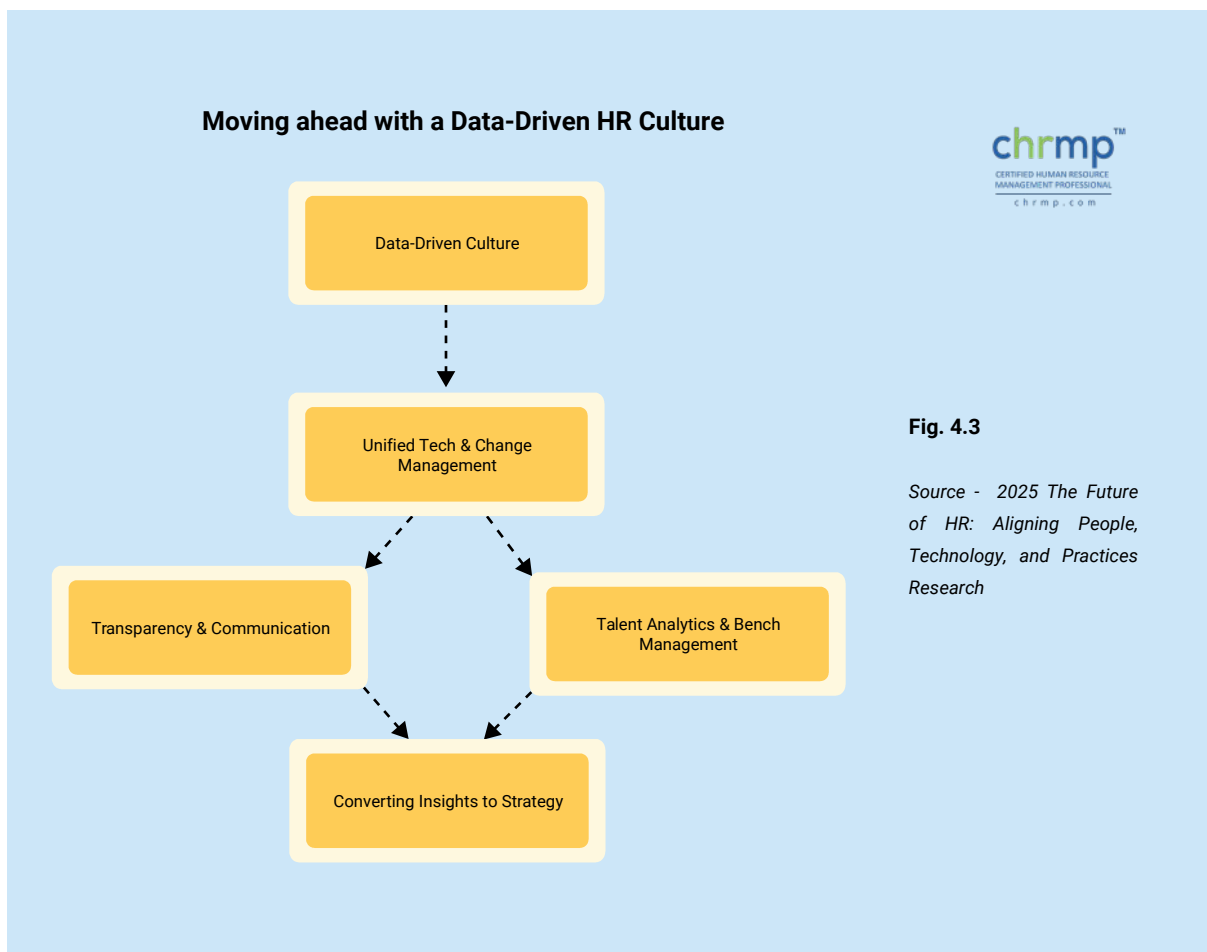 Moving ahead with a Data-Driven HR Culture
chrmp™
CERTIFIED HUMAN RESOURCE
MANAGEMENT PROFESSIONAL
chrmp.com
Data-Driven Culture
Unified Tech & Change
Management
Transparency & Communication
Talent Analytics & Bench
Management
Converting Insights to Strategy
Fig. 4.3
Source - 2025 The Future
of HR: Aligning People,
Technology, and Practices
Research